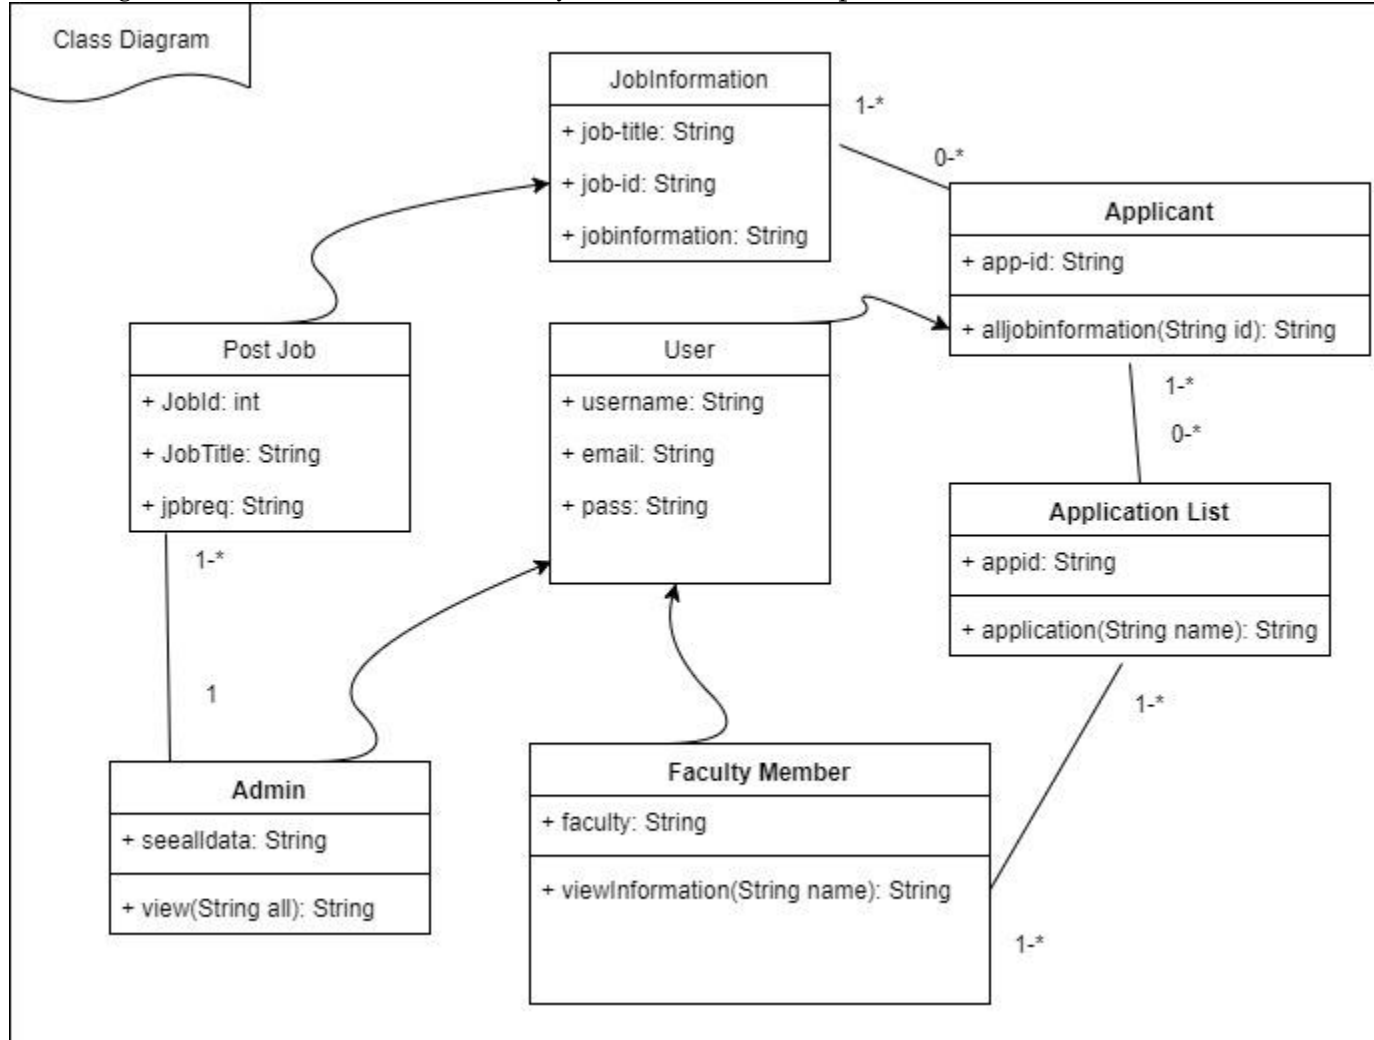 Class Diagram
JobInformation
+ job-title: String
+ job-id: String
+ jobinformation: String
1-*
0-*
Applicant
+ app-id: String
+ alljobinformation(String id): String
Post Job
+ JobId: int
+ JobTitle: String
+ jpbreq: String
User
+ username: String
+ email: String
+ pass: String
1-*
0-*
Application List
+ appid: String
+ application(String name): String
1-*
1
1-*
Admin
+ seealldata: String
+ view(String all): String
Faculty Member
+ faculty: String
+ viewInformation(String name): String
1-*